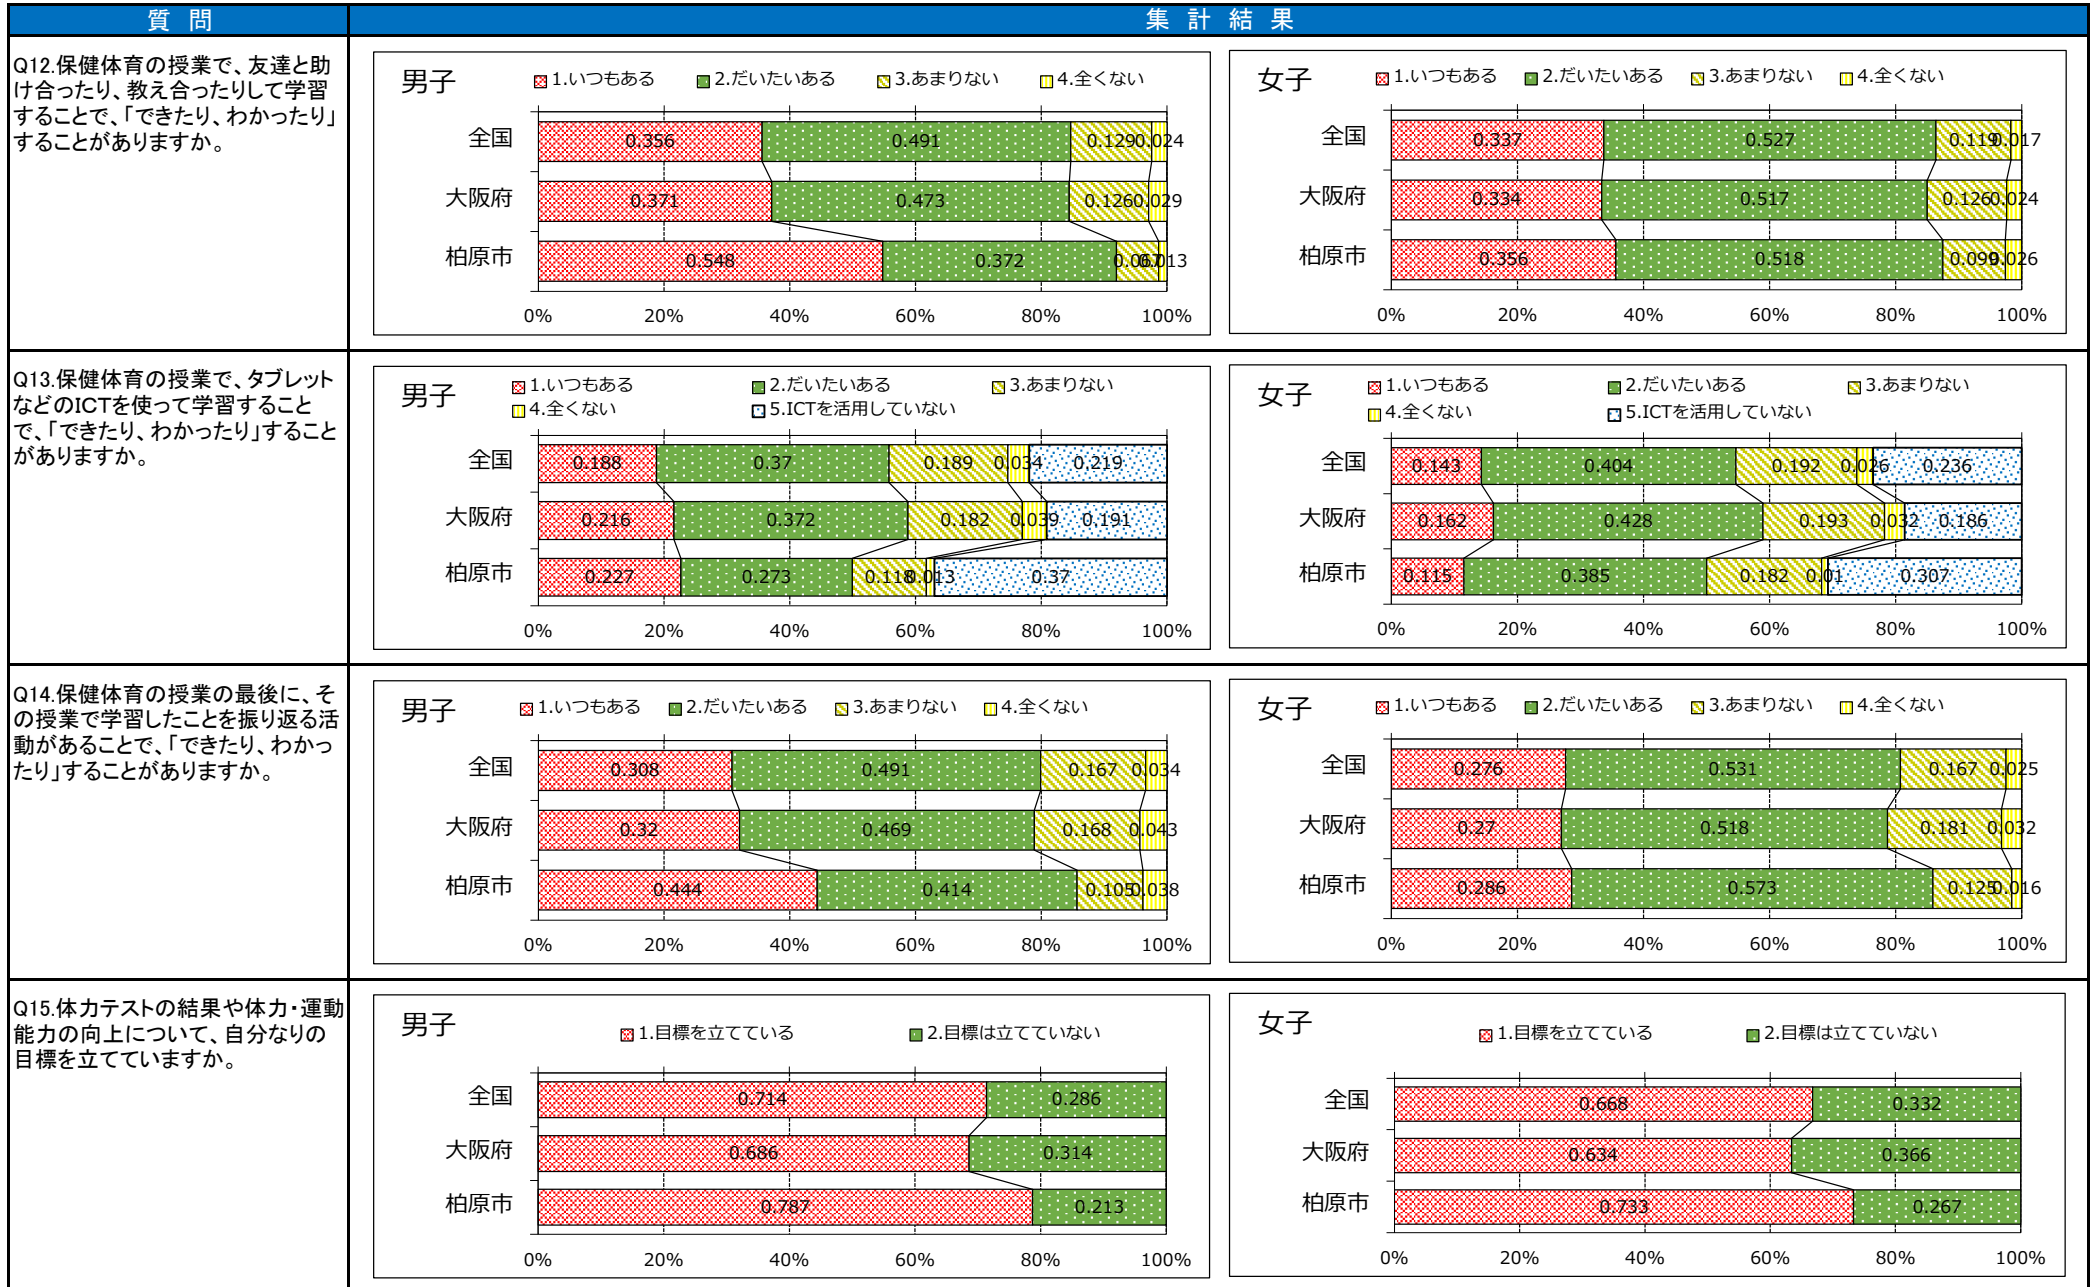 質 問
集 計 結 果
Q12.保健体育の授業で、友達と助
け合ったり、教え合ったりして学習
することで、「できたり、わかったり」
することがありますか。
男子
1.いつもある 2.だいたいある 3.あまりない 4.全くない
全国 0.356 0.491 0.129 0.024
大阪府 0.371 0.473 0.126 0.029
柏原市 0.548 0.372 0.067 0.013
0% 20% 40% 60% 80% 100%
女子
1.いつもある 2.だいたいある 3.あまりない 4.全くない
全国 0.337 0.527 0.119 0.017
大阪府 0.334 0.517 0.126 0.024
柏原市 0.356 0.518 0.099 0.026
0% 20% 40% 60% 80% 100%
Q13.保健体育の授業で、タブレット
などのICTを使って学習すること
で、「できたり、わかったり」すること
がありますか。
男子
1.いつもある 2.だいたいある 3.あまりない
4.全くない 5.ICTを活用していない
全国 0.188 0.37 0.189 0.034 0.219
大阪府 0.216 0.372 0.182 0.039 0.191
柏原市 0.227 0.273 0.118 0.013 0.37
0% 20% 40% 60% 80% 100%
女子
1.いつもある 2.だいたいある 3.あまりない
4.全くない 5.ICTを活用していない
全国 0.143 0.404 0.192 0.026 0.236
大阪府 0.162 0.428 0.193 0.032 0.186
柏原市 0.115 0.385 0.182 0.01 0.307
0% 20% 40% 60% 80% 100%
Q14.保健体育の授業の最後に、そ
の授業で学習したことを振り返る活
動があることで、「できたり、わかっ
たり」することがありますか。
男子
1.いつもある 2.だいたいある 3.あまりない 4.全くない
全国 0.308 0.491 0.167 0.034
大阪府 0.32 0.469 0.168 0.043
柏原市 0.444 0.414 0.105 0.038
0% 20% 40% 60% 80% 100%
女子
1.いつもある 2.だいたいある 3.あまりない 4.全くない
全国 0.276 0.531 0.167 0.025
大阪府 0.27 0.518 0.181 0.032
柏原市 0.286 0.573 0.125 0.016
0% 20% 40% 60% 80% 100%
Q15.体力テストの結果や体力・運動
能力の向上について、自分なりの
目標を立てていますか。
男子
1.目標を立てている 2.目標は立てていない
全国 0.714 0.286
大阪府 0.686 0.314
柏原市 0.787 0.213
0% 20% 40% 60% 80% 100%
女子
1.目標を立てている 2.目標は立てていない
全国 0.668 0.332
大阪府 0.634 0.366
柏原市 0.733 0.267
0% 20% 40% 60% 80% 100%